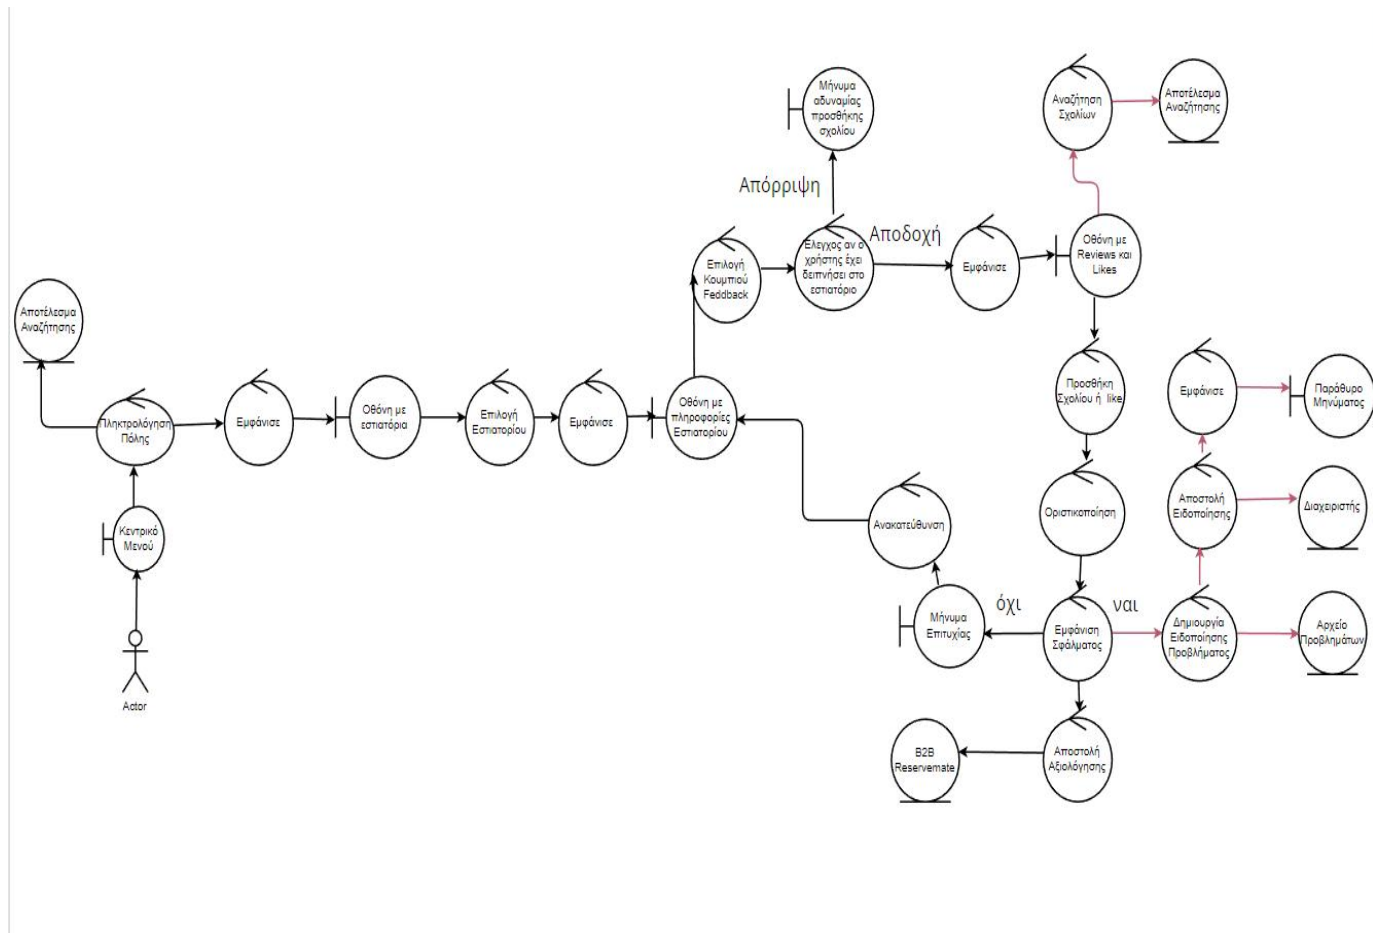 Μήνυμα
αδυναμίας
προσθήκης
σχολίου
Αναζήτηση
Σχολίων
Αποτέλεσμα
Αναζήτησης
Απόρριψη
Επιλογή
Κουμπιού
Feddback
Έλεγχος αν ο
χρήστης έχει
δειπνήσει στο
εστιατόριο
Αποδοχή
Εμφάνισε
Οθόνη με
Reviews και
Likes
Αποτέλεσμα
Αναζήτησης
Πληκτρολόγηση
Πόλης
Εμφάνισε
Οθόνη με
εστιατόρια
Επιλογή
Εστιατορίου
Εμφάνισε
Οθόνη με
πληροφορίες
Εστιατορίου
Προσθήκη
Σχολίου ή like
Εμφάνισε
Παράθυρο
Μηνύματος
Κεντρικό
Μενού
Ανακατεύθυνση
Οριστικοποίηση
Αποστολή
Ειδοποίησης
Διαχειριστής
Μήνυμα
Επιτυχίας
όχι
Εμφάνιση
Σφάλματος
ναι
Δημιουργία
Ειδοποίησης
Προβλήματος
Αρχείο
Προβλημάτων
Actor
B2B
Reservemate
Αποστολή
Αξιολόγησης